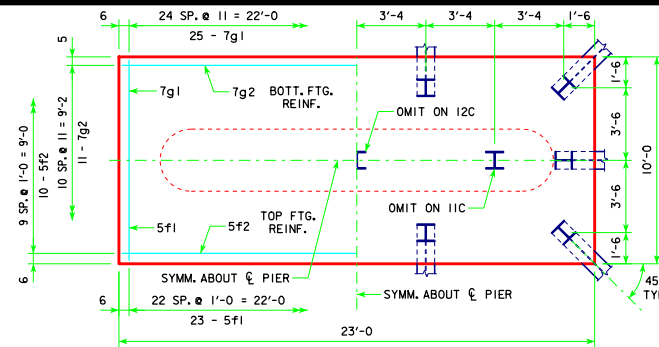 6
24 SP. @ 11 = 22'-0
25 - 7g1
3'-4
3'-4
3'-4
1'-6
5
7g1
7g2
BOTT. FTG.
REINF.
OMIT ON 12C
1'-6
3'-6
10'-0
9 SP. @ 1'-0 = 9'-0
10 - 5f2
10 SP. @ 11 = 9'-2
11 - 7g2
OMIT ON 11C
3'-6
5f1
5f2
TOP FTG.
REINF.
1'-6
6
SYMM. ABOUT ℄ PIER
SYMM. ABOUT ℄ PIER
45
TYP
6
22 SP. @ 1'-0 = 22'-0
23 - 5f1
23'-0